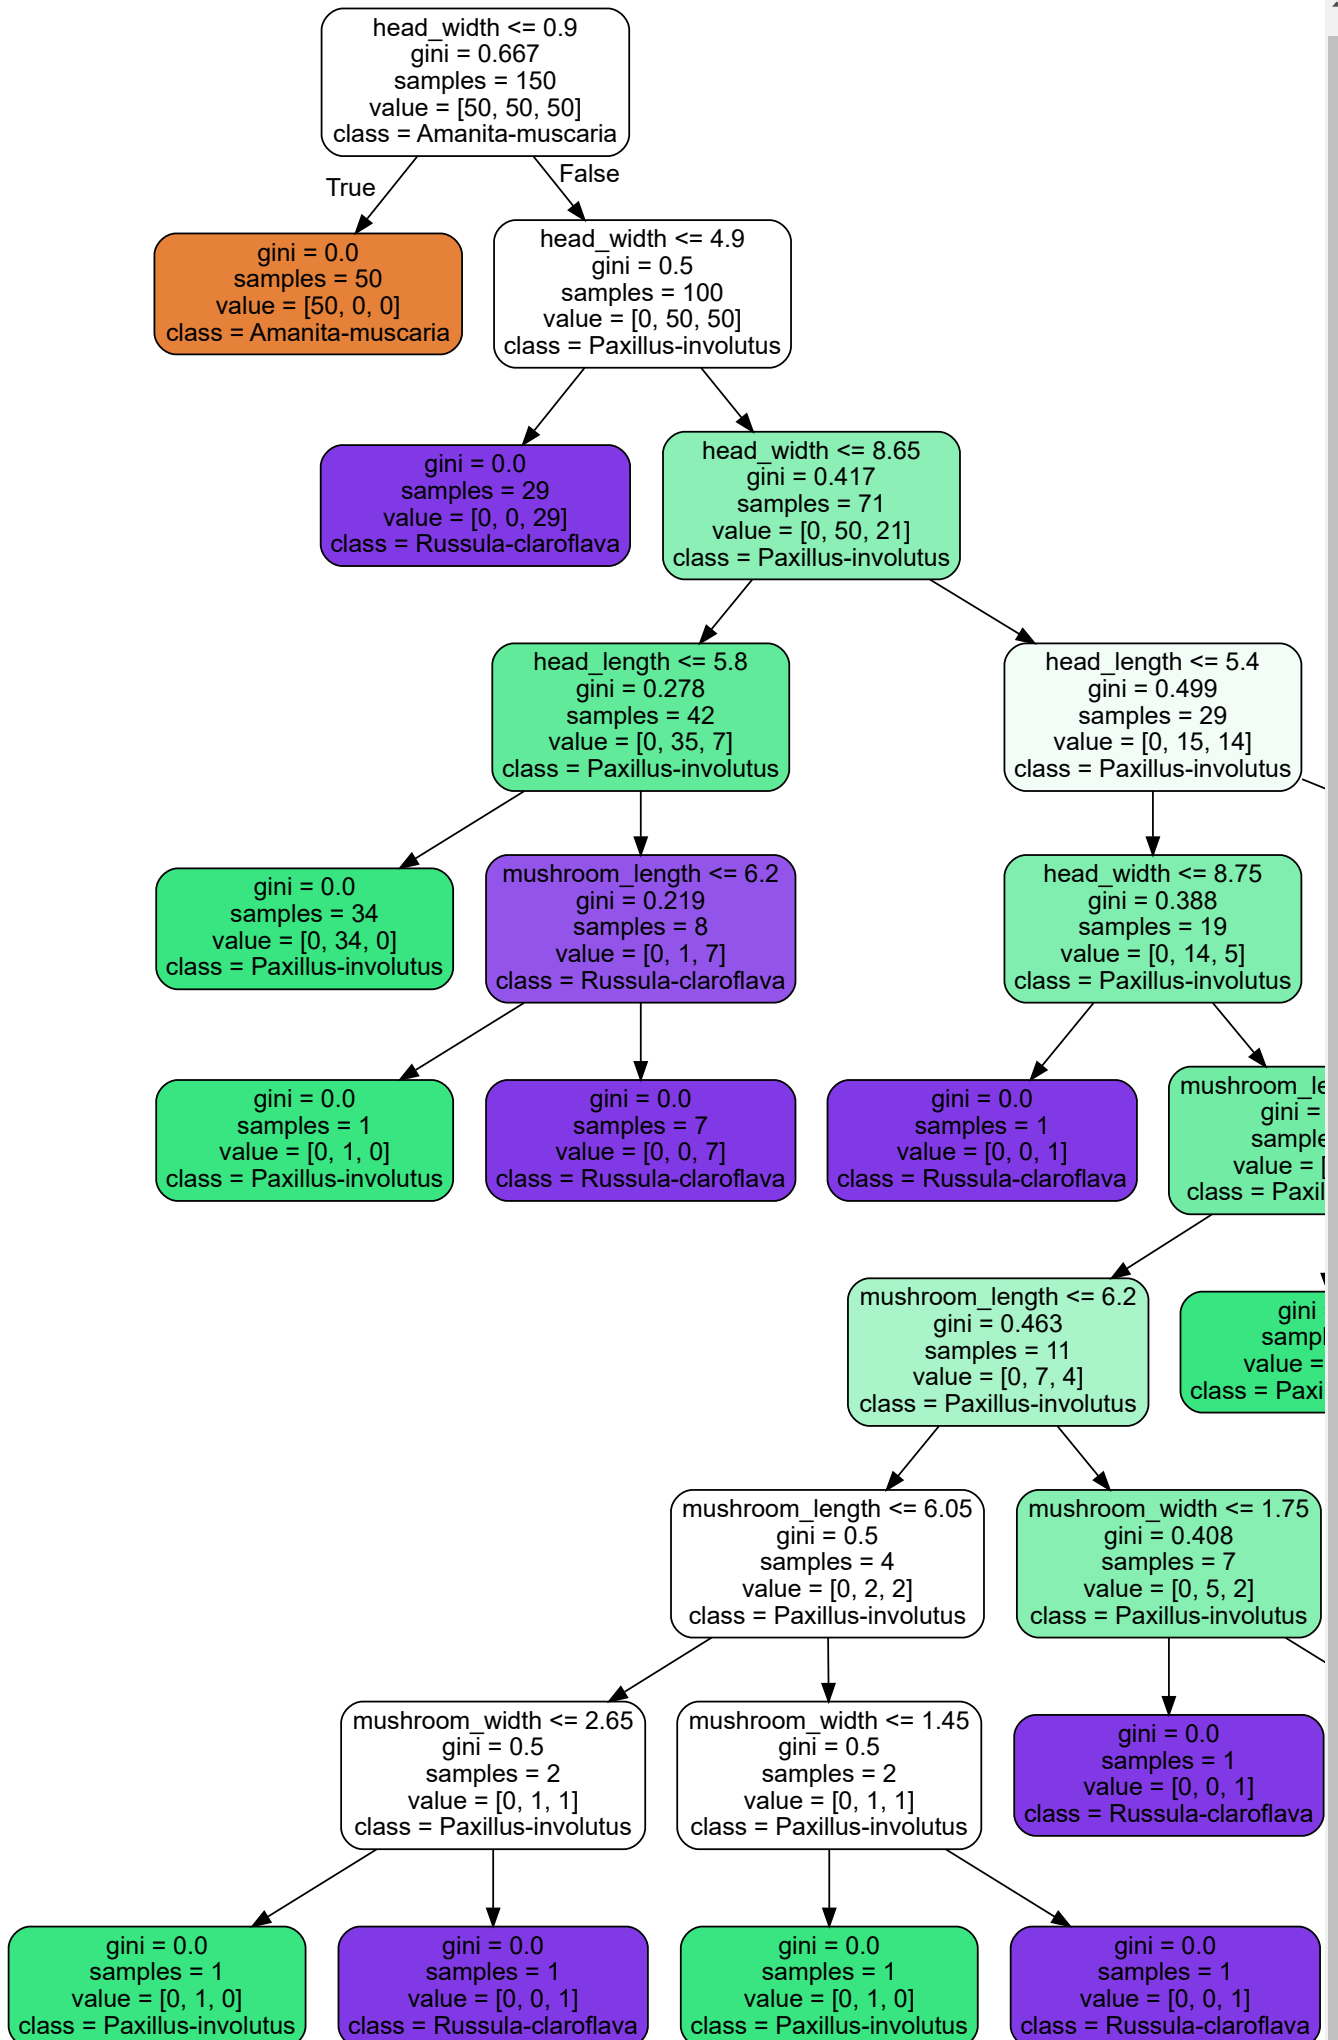 head_width <= 0.9
gini = 0.667
samples = 150
value = [50, 50, 50]
class = Amanita-muscaria
True
False
gini = 0.0
samples = 50
value = [50, 0, 0]
class = Amanita-muscaria
head_width <= 4.9
gini = 0.5
samples = 100
value = [0, 50, 50]
class = Paxillus-involutus
gini = 0.0
samples = 29
value = [0, 0, 29]
class = Russula-claroflava
head_width <= 8.65
gini = 0.417
samples = 71
value = [0, 50, 21]
class = Paxillus-involutus
head_length <= 5.8
gini = 0.278
samples = 42
value = [0, 35, 7]
class = Paxillus-involutus
head_length <= 5.4
gini = 0.499
samples = 29
value = [0, 15, 14]
class = Paxillus-involutus
gini = 0.0
samples = 34
value = [0, 34, 0]
class = Paxillus-involutus
mushroom_length <= 6.2
gini = 0.219
samples = 8
value = [0, 1, 7]
class = Russula-claroflava
head_width <= 8.75
gini = 0.388
samples = 19
value = [0, 14, 5]
class = Paxillus-involutus
gini = 0.0
samples = 1
value = [0, 1, 0]
class = Paxillus-involutus
gini = 0.0
samples = 7
value = [0, 0, 7]
class = Russula-claroflava
gini = 0.0
samples = 1
value = [0, 0, 1]
class = Russula-claroflava
mushroom_le
gini =
sample
value = [
class = Paxil
mushroom_length <= 6.2
gini = 0.463
samples = 11
value = [0, 7, 4]
class = Paxillus-involutus
gini
sampl
value =
class = Paxi
mushroom_length <= 6.05
gini = 0.5
samples = 4
value = [0, 2, 2]
class = Paxillus-involutus
mushroom_width <= 1.75
gini = 0.408
samples = 7
value = [0, 5, 2]
class = Paxillus-involutus
mushroom_width <= 2.65
gini = 0.5
samples = 2
value = [0, 1, 1]
class = Paxillus-involutus
mushroom_width <= 1.45
gini = 0.5
samples = 2
value = [0, 1, 1]
class = Paxillus-involutus
gini = 0.0
samples = 1
value = [0, 0, 1]
class = Russula-claroflava
gini = 0.0
samples = 1
value = [0, 1, 0]
class = Paxillus-involutus
gini = 0.0
samples = 1
value = [0, 0, 1]
class = Russula-claroflava
gini = 0.0
samples = 1
value = [0, 1, 0]
class = Paxillus-involutus
gini = 0.0
samples = 1
value = [0, 0, 1]
class = Russula-claroflava